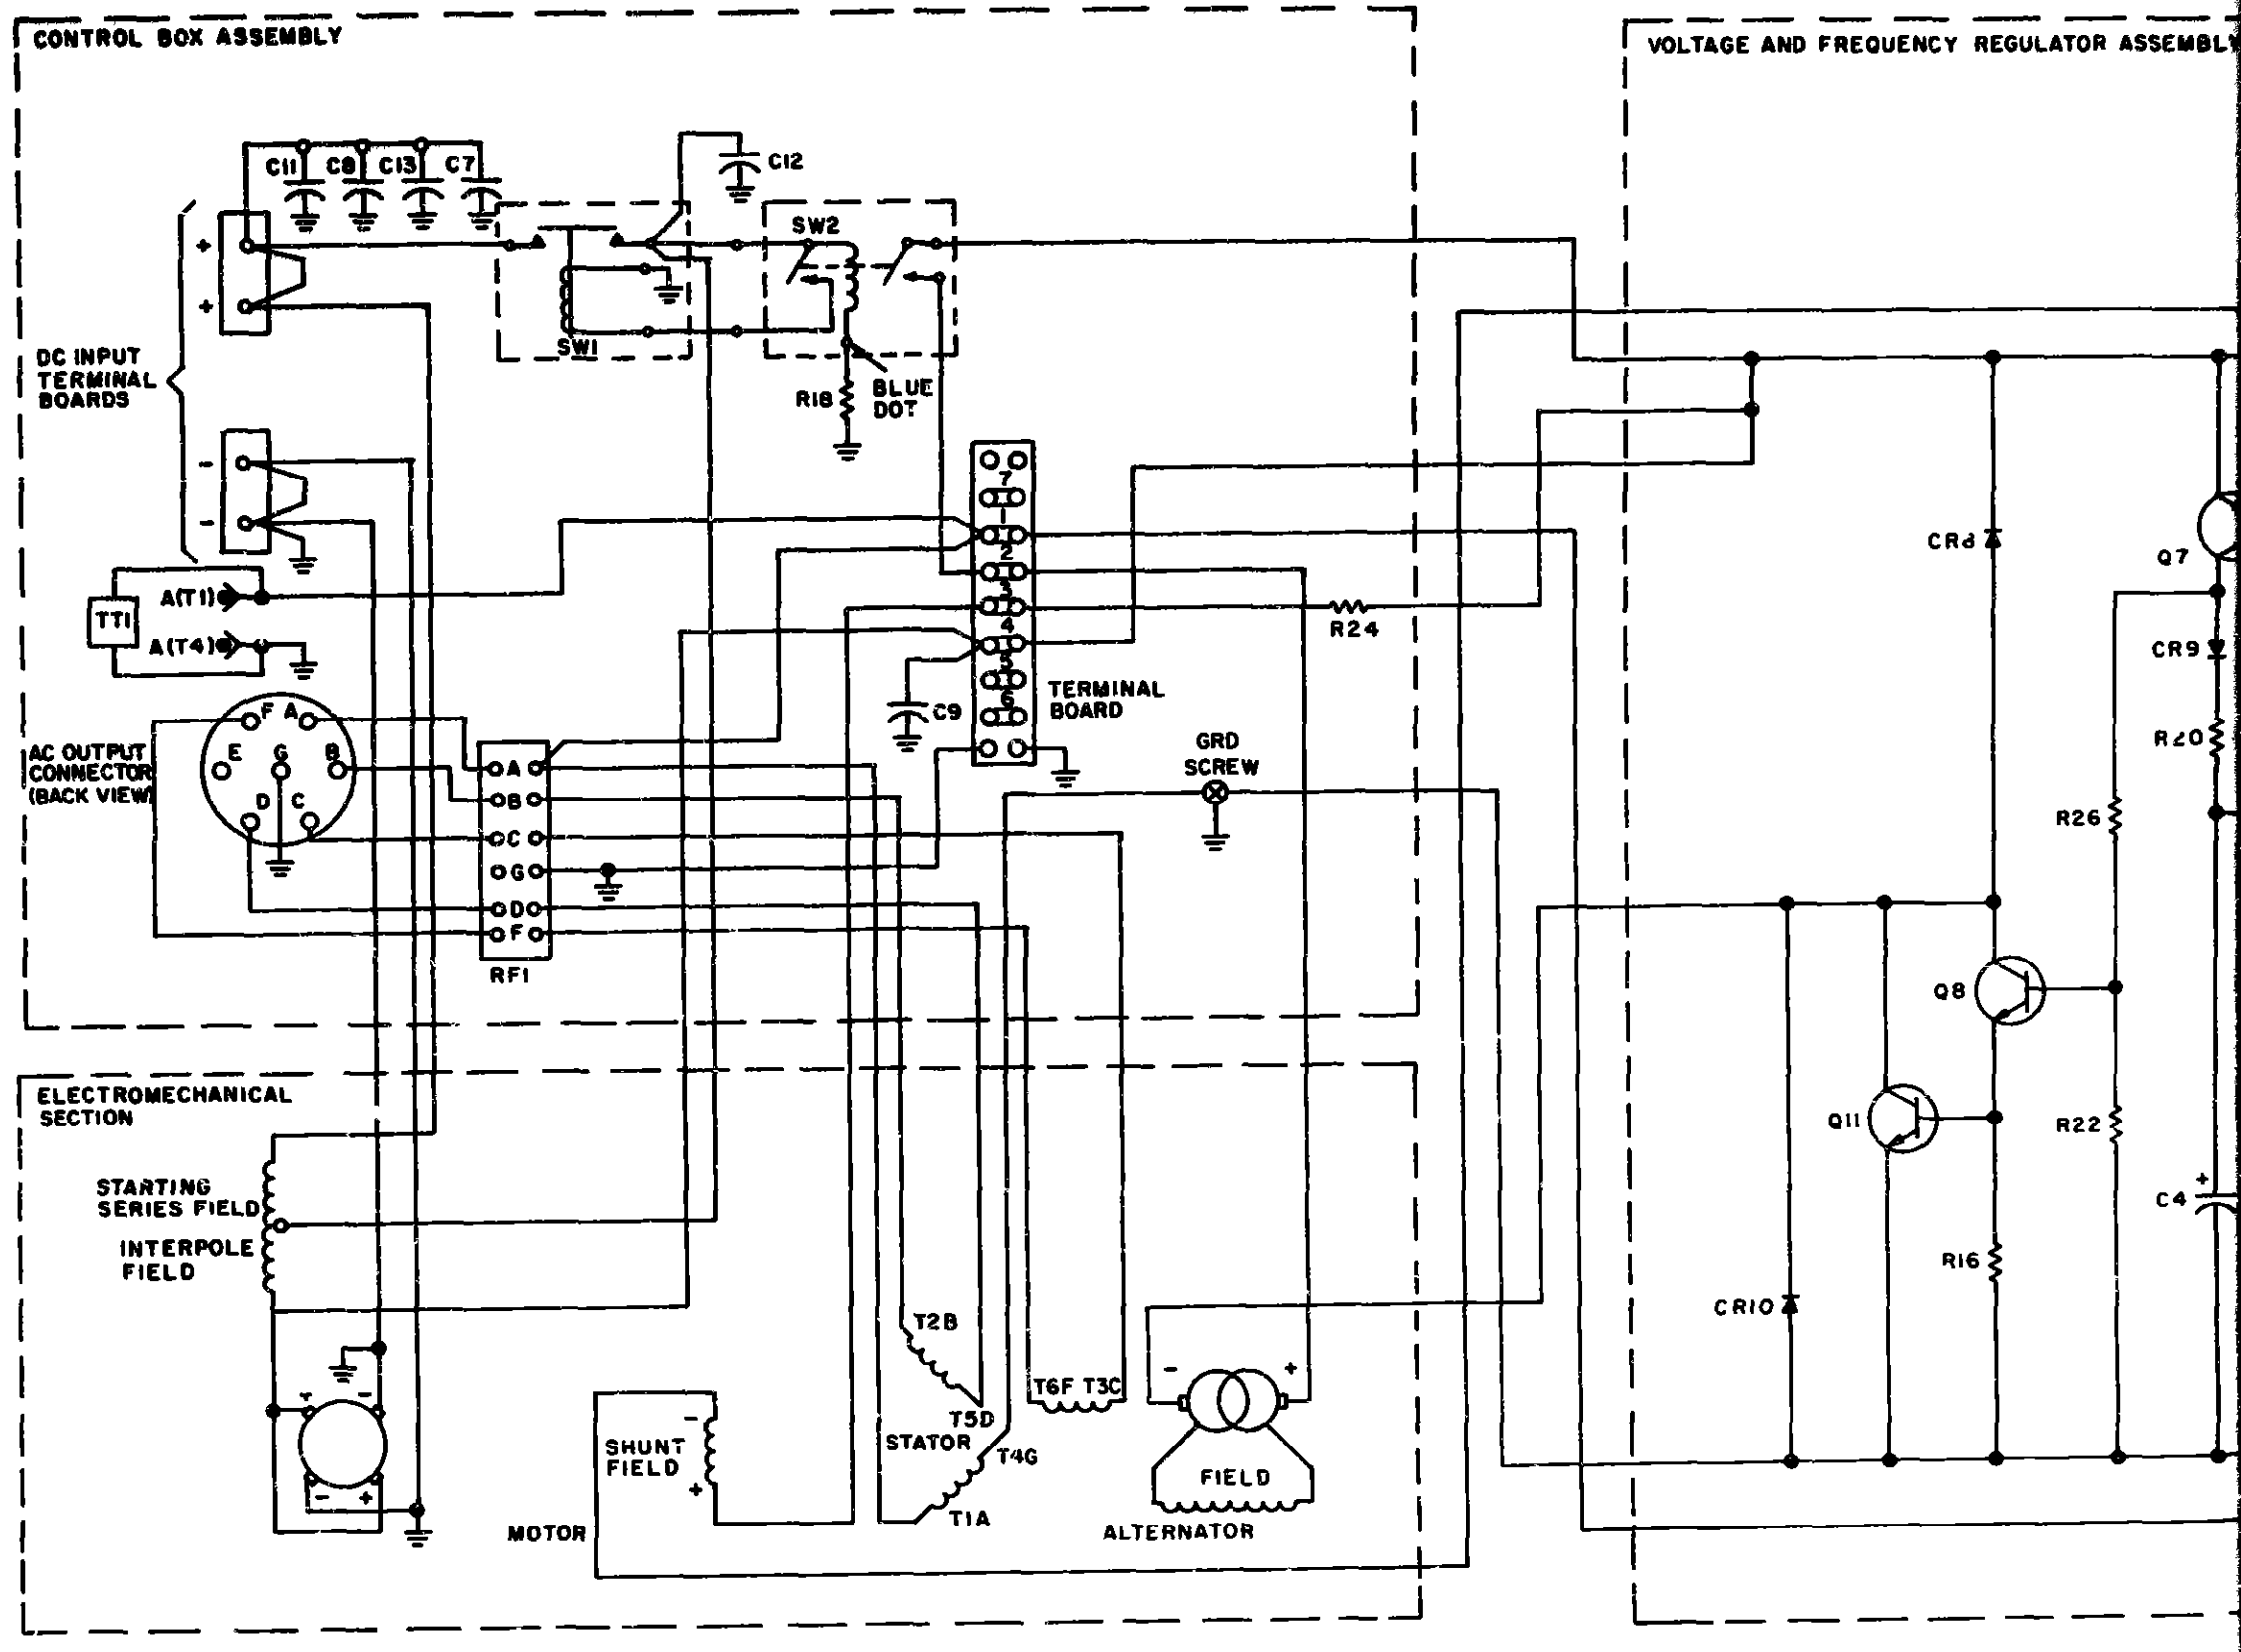 CONTROL BOX ASSEMBLY
VOLTAGE AND FREQUENCY REGULATOR ASSEMBLY
C11 C8 C13 C7
C12
SW2
+
+
SW1
DC INPUT
TERMINAL
BOARDS
BLUE
DOT
R18
-
-
7
1
2
3
4
5
6
TERMINAL
BOARD
A(T1)
TT1
A(T4)
R24
C9
CR8
Q7
CR9
R20
R26
F A
E G B
D C
AC OUTPUT
CONNECTOR
(BACK VIEW)
GRD
SCREW
A
B
C
G
D
F
RF1
Q8
Q11
R22
+
C4
R16
CR10
ELECTROMECHANICAL
SECTION
STARTING
SERIES FIELD
INTERPOLE
FIELD
+ -
- +
MOTOR
-
SHUNT
FIELD
+
T2B
T5D
STATOR
T4G
T1A
T6F T3C
- +
FIELD
ALTERNATOR